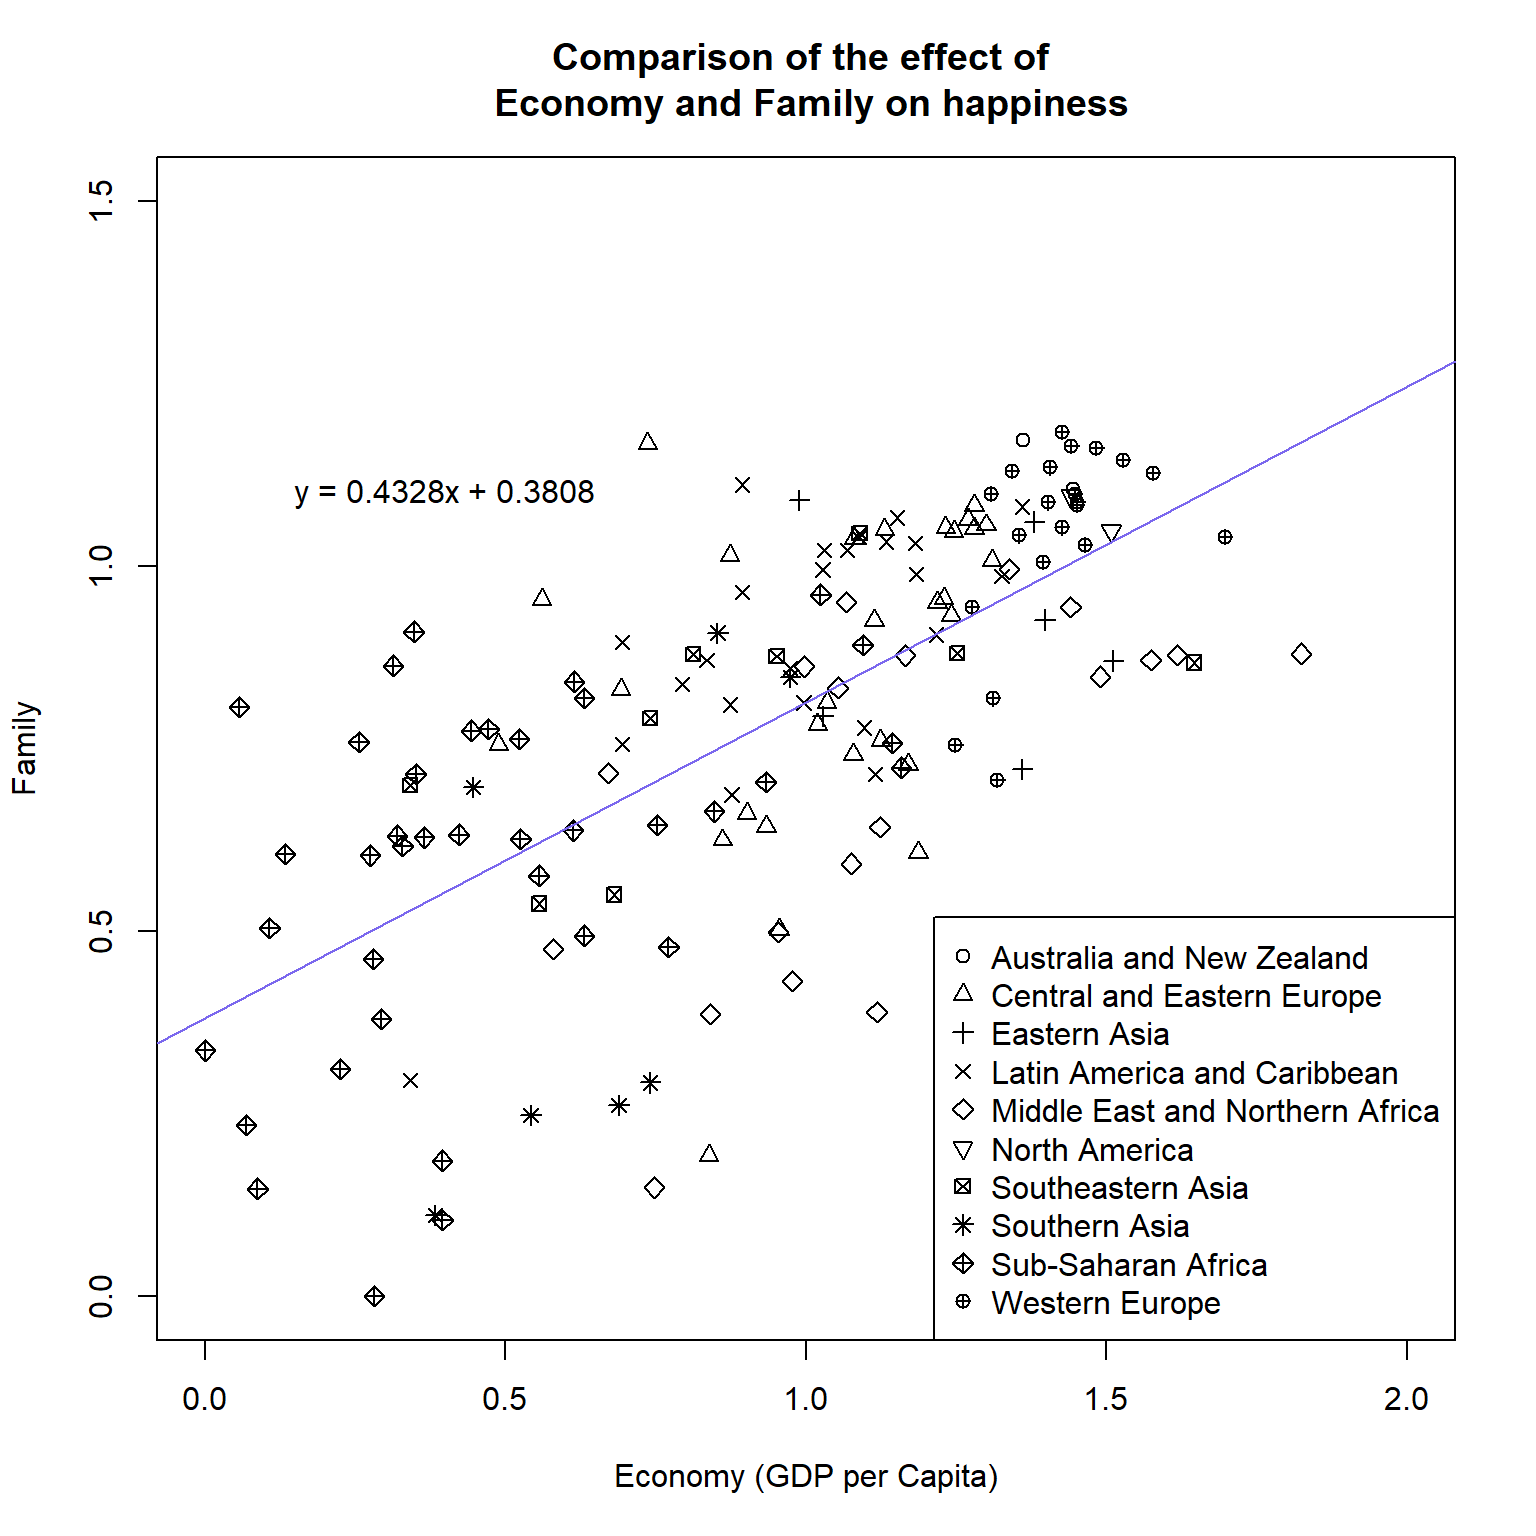 Comparison of the effect of
Economy and Family on happiness
1.5
1.0
0.5
0.0
Family
y = 0.4328x + 0.3808
Australia and New Zealand
Central and Eastern Europe
Eastern Asia
Latin America and Caribbean
Middle East and Northern Africa
North America
Southeastern Asia
Southern Asia
Sub-Saharan Africa
Western Europe
0.0 0.5 1.0 1.5 2.0
Economy (GDP per Capita)